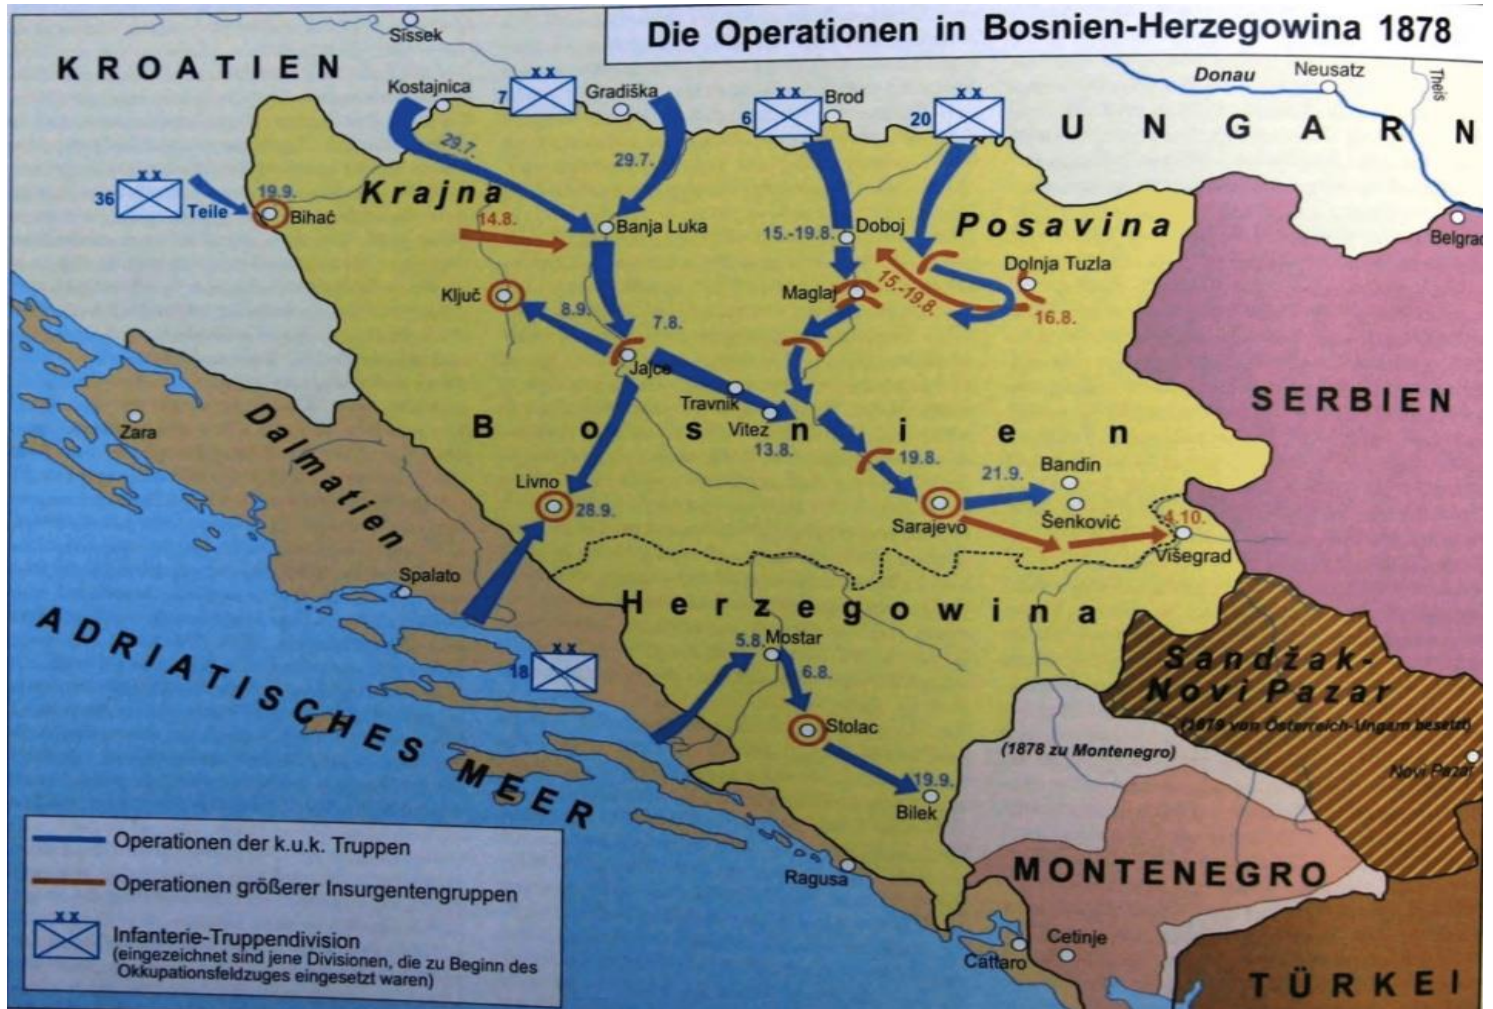 Die Operationen in Bosnien-Herzegowina 1878
Sissek
KROATIEN
Kostajnica
7
Gradiška
6
Brod
20
Donau
Neusatz
Theis
UNGARN
29.7.
29.7.
36
Teile
19.9.
Bihać
Krajna
14.8.
Banja Luka
15.-19.8.
Doboj
Posavina
Belgrad
Dolnja Tuzla
Ključ
Maglaj
15.-19.8.
16.8.
8.9.
7.8.
Jajce
SERBIEN
Travnik
Vitez
13.8.
Bosnien
Zara
Dalmatien
19.8.
21.9.
Bandin
Livno
28.9.
Sarajevo
Šenković
4.10.
Višegrad
Spalato
Herzegowina
ADRIATISCHES MEER
18
5.8.
Mostar
6.8.
Stolac
Sandžak-
Novi Pazar
(1879 von Österreich-Ungarn besetzt)
Novi Pazar
(1878 zu Montenegro)
19.9.
Bilek
MONTENEGRO
Ragusa
Cetinje
Cattaro
TÜRKEI
Operationen der k.u.k. Truppen
Operationen größerer Insurgentengruppen
Infanterie-Truppendivision
(eingezeichnet sind jene Divisionen, die zu Beginn des
Okkupationsfeldzuges eingesetzt waren)